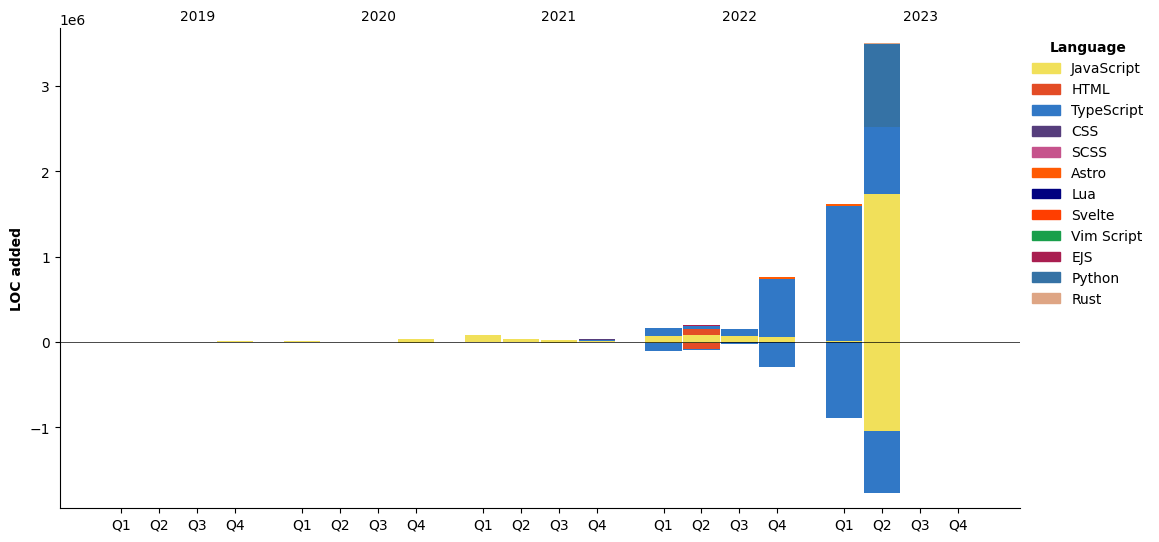 1e6
2019 2020 2021 2022 2023
LOC added
3
2
1
0
−1
Q1 Q2 Q3 Q4 Q1 Q2 Q3 Q4 Q1 Q2 Q3 Q4 Q1 Q2 Q3 Q4 Q1 Q2 Q3 Q4
Language
JavaScript
HTML
TypeScript
CSS
SCSS
Astro
Lua
Svelte
Vim Script
EJS
Python
Rust